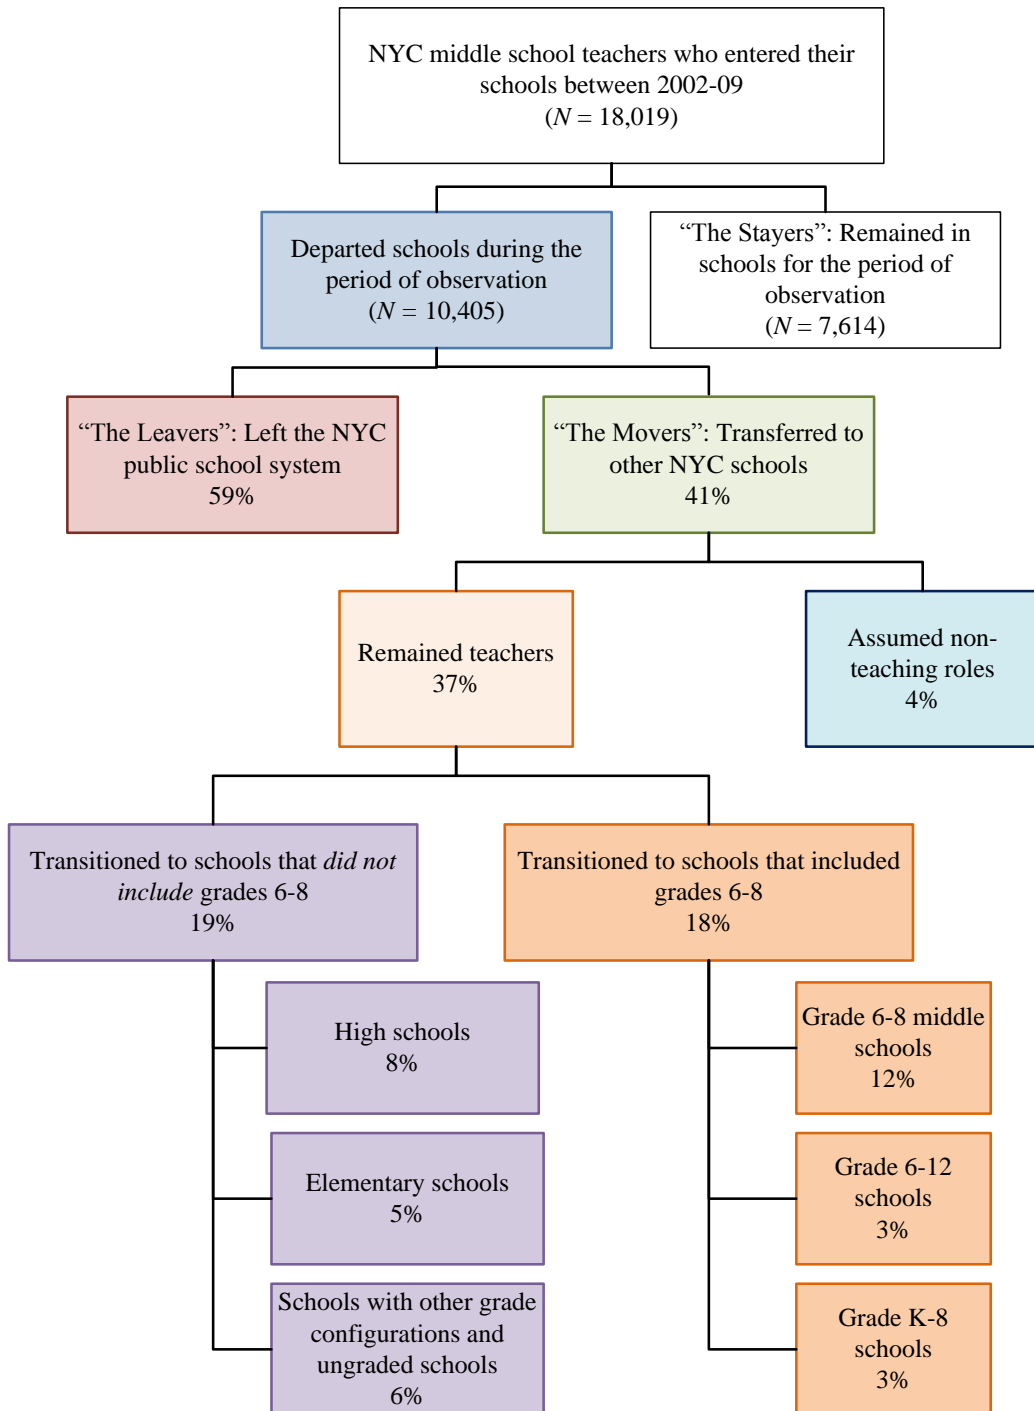 NYC middle school teachers who entered their
schools between 2002-09
(N = 18,019)
Departed schools during the
period of observation
(N = 10,405)
“The Stayers”: Remained in
schools for the period of
observation
(N = 7,614)
“The Leavers”: Left the NYC
public school system
59%
“The Movers”: Transferred to
other NYC schools
41%
Remained teachers
37%
Assumed non-
teaching roles
4%
Transitioned to schools that did not
include grades 6-8
19%
Transitioned to schools that included
grades 6-8
18%
High schools
8%
Elementary schools
5%
Schools with other grade
configurations and
ungraded schools
6%
Grade 6-8 middle
schools
12%
Grade 6-12
schools
3%
Grade K-8
schools
3%